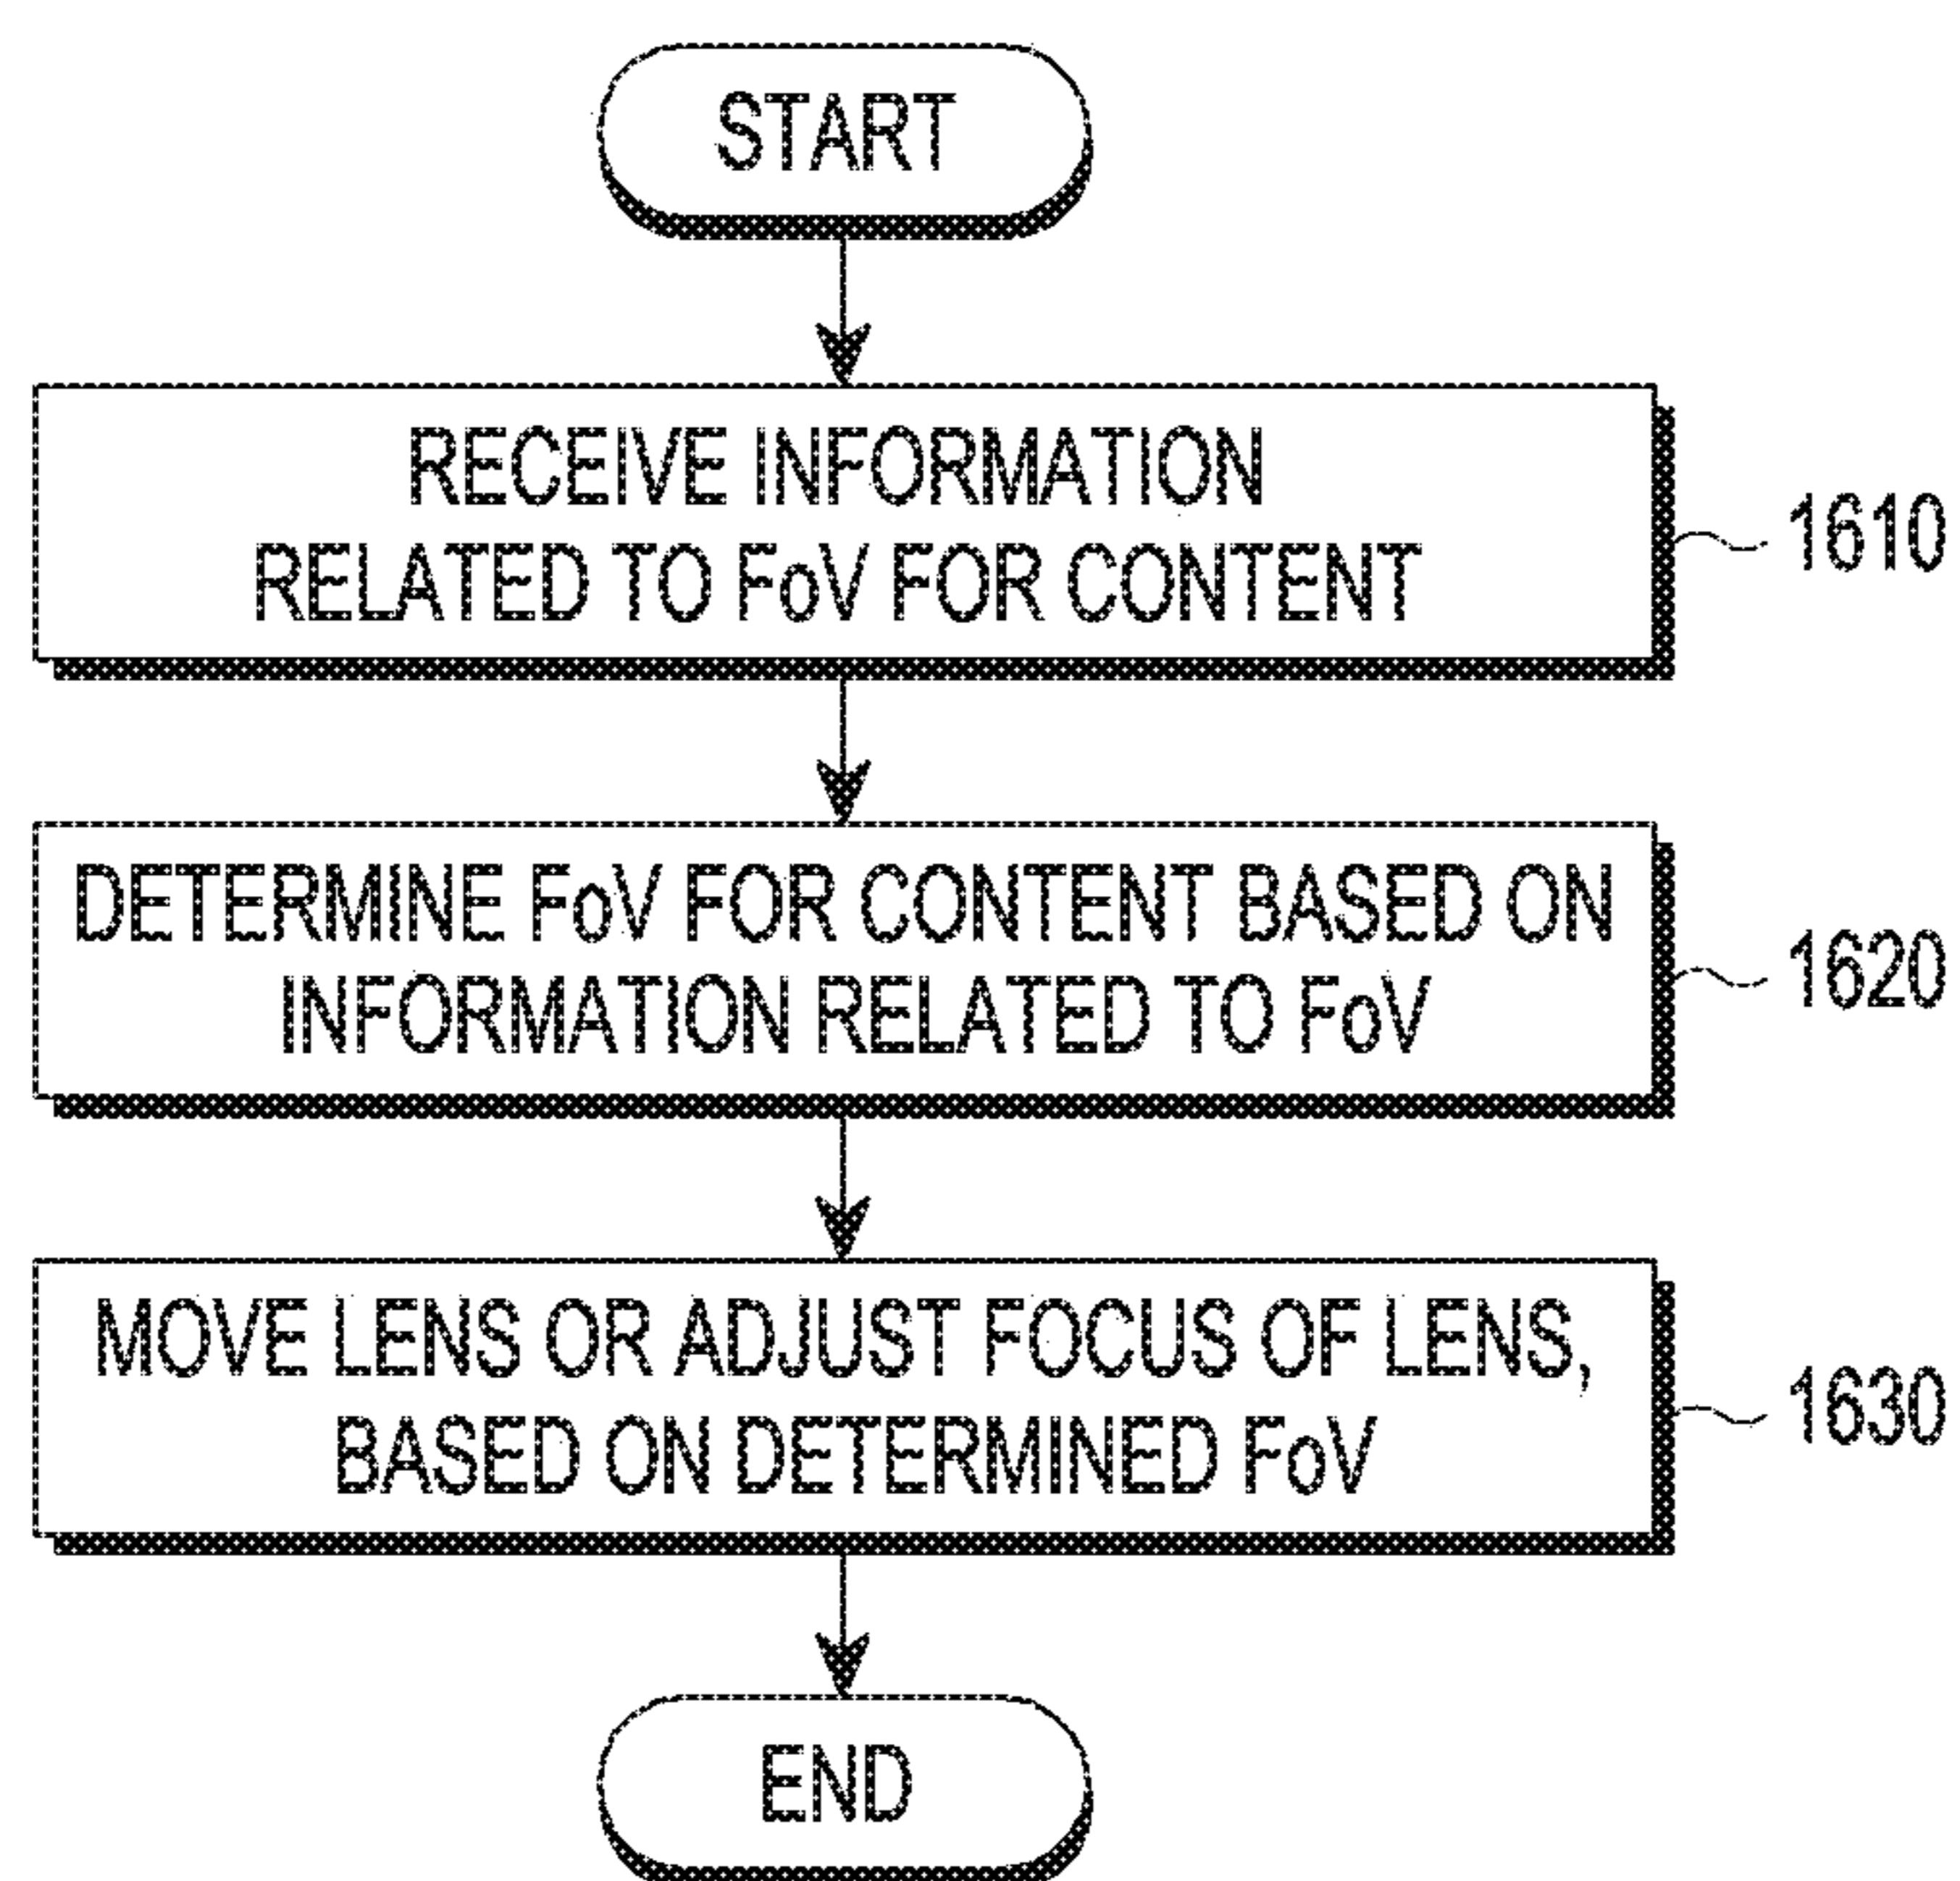 START
RECEIVE INFORMATION
RELATED TO FoV FOR CONTENT
1610
DETERMINE FoV FOR CONTENT BASED ON
INFORMATION RELATED TO FoV
1620
MOVE LENS OR ADJUST FOCUS OF LENS,
BASED ON DETERMINED FoV
1630
END